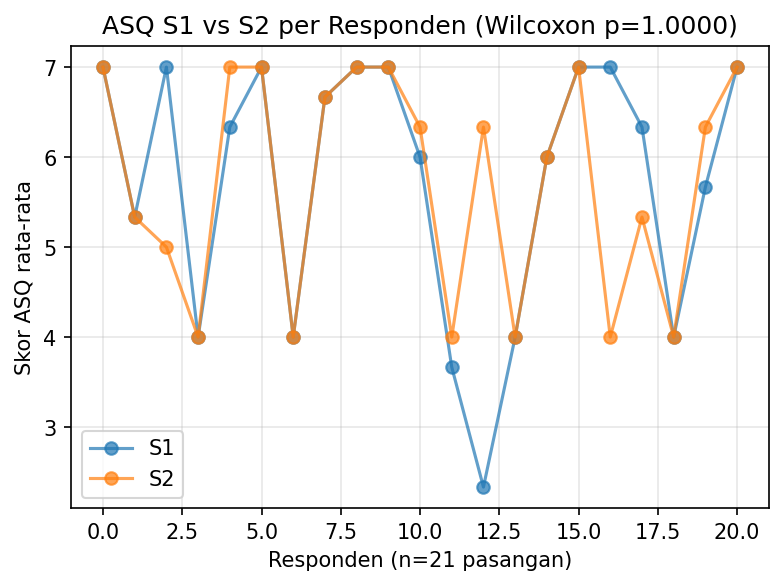 ASQ S1 vs S2 per Responden (Wilcoxon p=1.0000)
Skor ASQ rata-rata
7
6
5
4
3
S1
S2
0.0 2.5 5.0 7.5 10.0 12.5 15.0 17.5 20.0
Responden (n=21 pasangan)